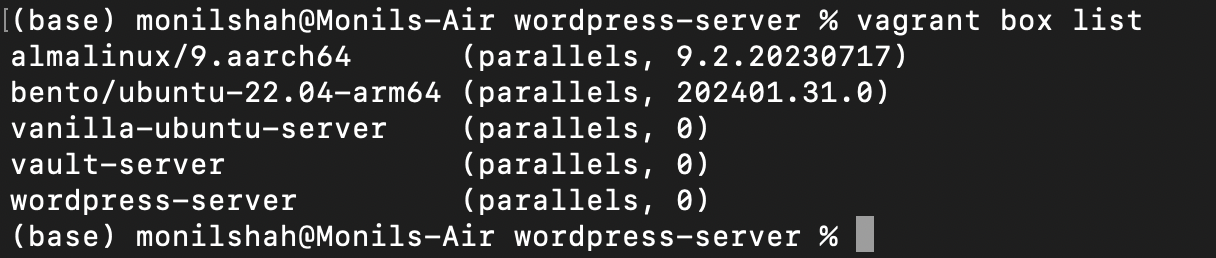 [(base) monilshah@Monils-Air wordpress-server % vagrant box list
almalinux/9.aarch64      (parallels, 9.2.20230717)
bento/ubuntu-22.04-arm64 (parallels, 202401.31.0)
vanilla-ubuntu-server    (parallels, 0)
vault-server             (parallels, 0)
wordpress-server         (parallels, 0)
(base) monilshah@Monils-Air wordpress-server %